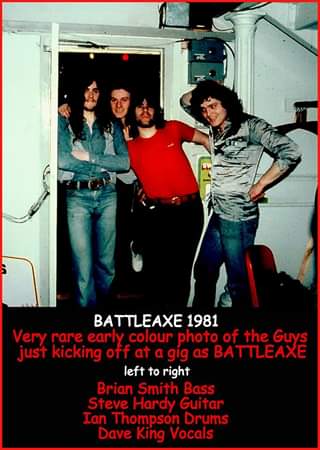 BATTLEAXE 1981
Very rare early colour photo of the Guys
just kicking off at a gig as BATTLEAXE
left to right
Brian Smith Bass
Steve Hardy Guitar
Ian Thompson Drums
Dave King Vocals